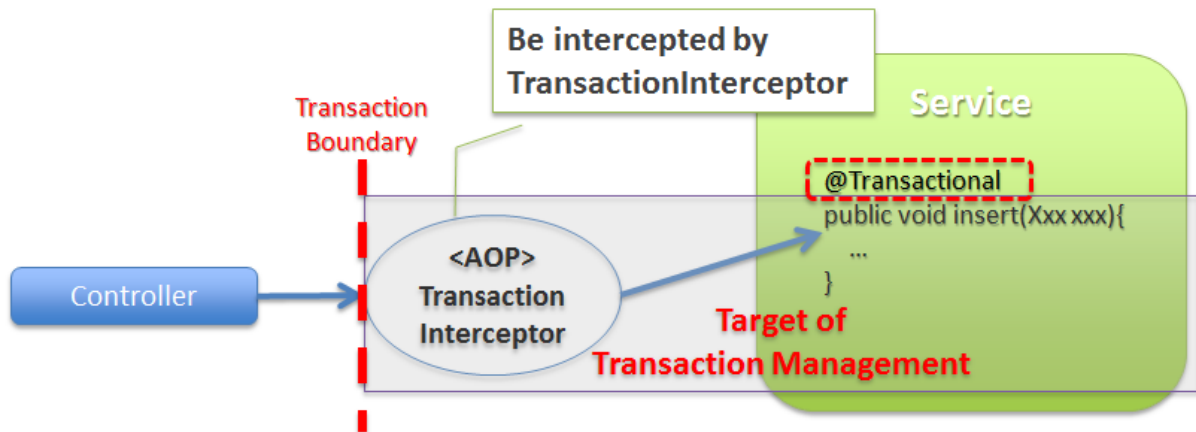 Be intercepted by
TransactionInterceptor
Transaction
Boundary
Service
@Transactional
public void insert(Xxx xxx){
...
}
Controller
<AOP>
Transaction
Interceptor
Target of
Transaction Management